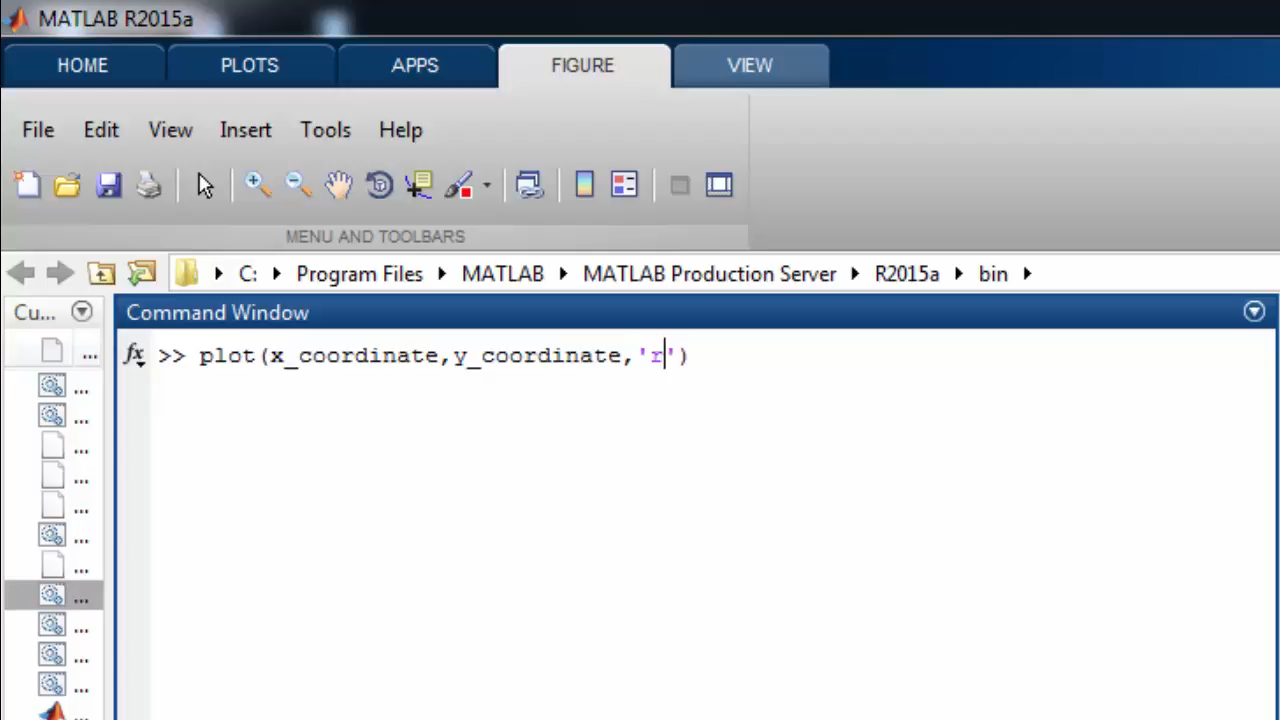 MATLAB R2015a
HOME PLOTS APPS FIGURE VIEW
File Edit View Insert Tools Help
MENU AND TOOLBARS
C: Program Files MATLAB MATLAB Production Server R2015a bin
Cu... Command Window
... fx >> plot(x_coordinate,y_coordinate,'r')
...
...
...
...
...
...
...
...
...
...
...